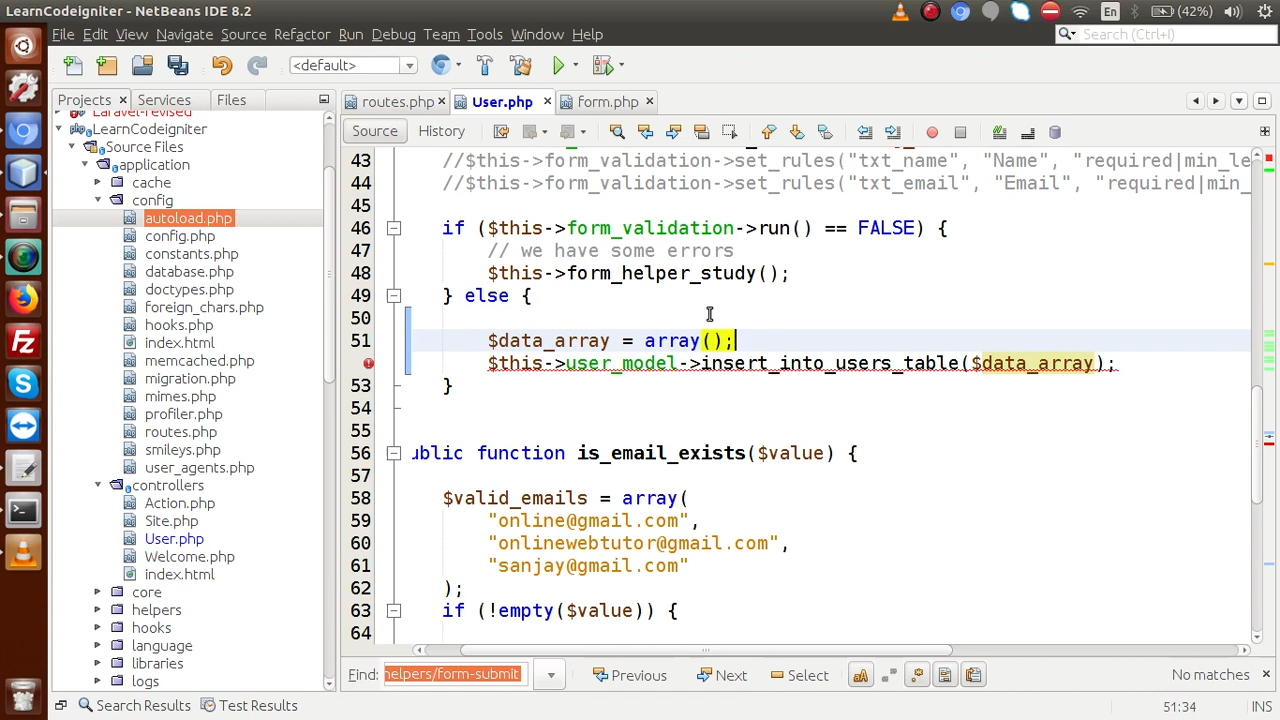 LearnCodeigniter - NetBeans IDE 8.2
En
(42%)
File Edit View Navigate Source Refactor Run Debug Team Tools Window Help
Search (Ctrl+I)
<default>
Projects Services Files
routes.php User.php form.php
Source History
Laravel-revised
LearnCodeigniter
Source Files
application
cache
config
autoload.php
config.php
constants.php
database.php
doctypes.php
foreign_chars.php
hooks.php
index.html
memcached.php
migration.php
mimes.php
profiler.php
routes.php
smileys.php
user_agents.php
controllers
Action.php
Site.php
User.php
Welcome.php
index.html
core
helpers
hooks
language
libraries
logs
43 //$this->form_validation->set_rules("txt_name", "Name", "required|min_le
44 //$this->form_validation->set_rules("txt_email", "Email", "required|min_
45
46 if ($this->form_validation->run() == FALSE) {
47 // we have some errors
48 $this->form_helper_study();
49 } else {
50
51 $data_array = array();
$this->user_model->insert_into_users_table($data_array);
53 }
54
55
56 ublic function is_email_exists($value) {
57
58 $valid_emails = array(
59 "online@gmail.com",
60 "onlinewebtutor@gmail.com",
61 "sanjay@gmail.com"
62 );
63 if (!empty($value)) {
64
Find: helpers/form-submit Previous Next Select aA No matches
Search Results Test Results 51:34 INS